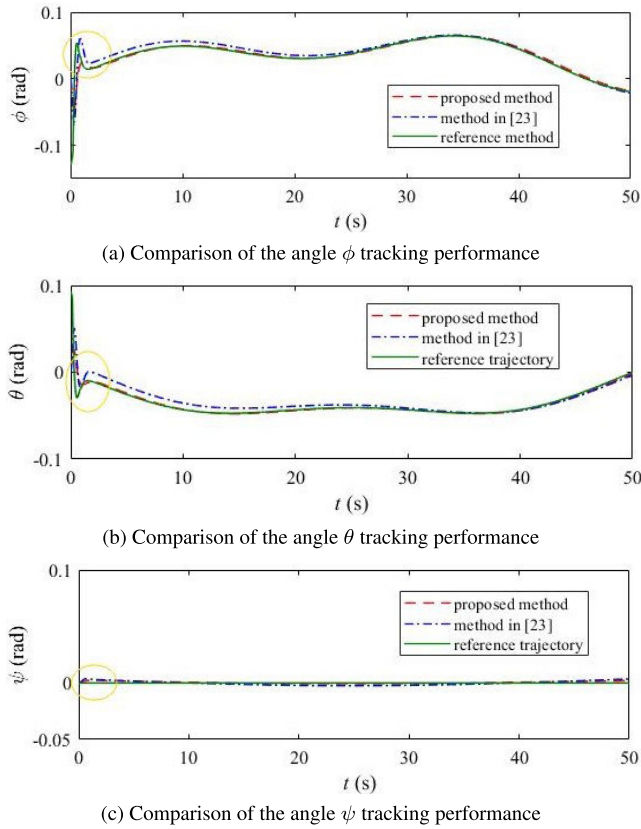 0.1
0
-0.1
ϕ (rad)
proposed method
method in [23]
reference method
0 10 20 30 40 50
t (s)
(a) Comparison of the angle ϕ tracking performance
0.1
0
-0.1
θ (rad)
proposed method
method in [23]
reference trajectory
0 10 20 30 40 50
t (s)
(b) Comparison of the angle θ tracking performance
0.1
0
-0.05
ψ (rad)
proposed method
method in [23]
reference trajectory
0 10 20 30 40 50
t (s)
(c) Comparison of the angle ψ tracking performance